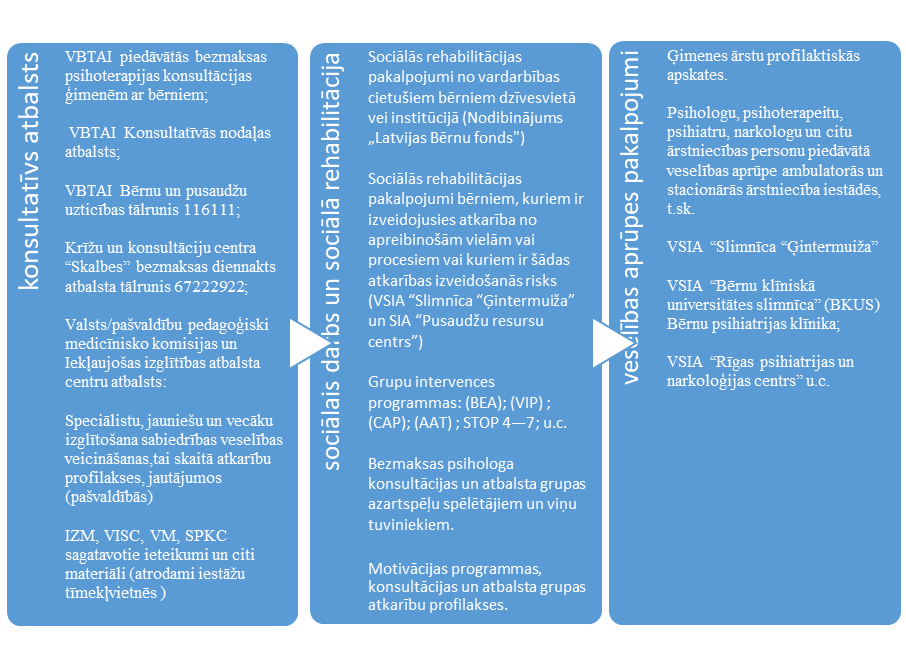 konsultatīvs atbalsts
VBTAI piedāvātās bezmaksas
psihoterapijas konsultācijas
ģimenēm ar bērniem;
VBTAI Konsultatīvās nodaļas
atbalsts;
VBTAI Bērnu un pusaudžu
uzticības tālrunis 116111;
Krīžu un konsultāciju centra
“Skalbes” bezmaksas diennakts
atbalsta tālrunis 67222922;
Valsts/pašvaldību pedagoģiski
medicīnisko komisijas un
Iekļaujošas izglītības atbalsta
centru atbalsts:
Speciālistu, jauniešu un vecāku
izglītošana sabiedrības veselības
veicināšanas,tai skaitā atkarību
profilakses, jautājumos
(pašvaldībās)
IZM, VISC, VM, SPKC
sagatavotie ieteikumi un citi
materiāli (atrodami iestāžu
tīmekļvietnēs )
sociālais darbs un sociālā rehabilitācija
Sociālās rehabilitācijas
pakalpojumi no vardarbības
cietušiem bērniem dzīvesvietā
vei institūcijā (Nodibinājums
„Latvijas Bērnu fonds")
Sociālās rehabilitācijas
pakalpojumi bērniem, kuriem ir
izveidojusies atkarība no
apreibinošām vielām vai
procesiem vai kuriem ir šādas
atkarības izveidošanās risks
(VSIA “Slimnīca “Ģintermuiža”
un SIA “Pusaudžu resursu
centrs”)
Grupu intervences
programmas: (BEA); (VIP) ;
(CAP); (AAT) ; STOP 4—7; u.c.
Bezmaksas psihologa
konsultācijas un atbalsta grupas
azartspēļu spēlētājiem un viņu
tuviniekiem.
Motivācijas programmas,
konsultācijas un atbalsta grupas
atkarību profilakses.
veselības aprūpes pakalpojumi
Ģimenes ārstu profilaktiskās
apskates.
Psihologu, psihoterapeitu,
psihiatru, narkologu un citu
ārstniecības personu piedāvātā
veselības aprūpe ambulatorās un
stacionārās ārstniecība iestādēs,
t.sk.
VSIA “Slimnīca “Ģintermuiža”
VSIA “Bērnu klīniskā
universitātes slimnīca” (BKUS)
Bērnu psihiatrijas klīnika;
VSIA “Rīgas psihiatrijas un
narkoloģijas centrs” u.c.